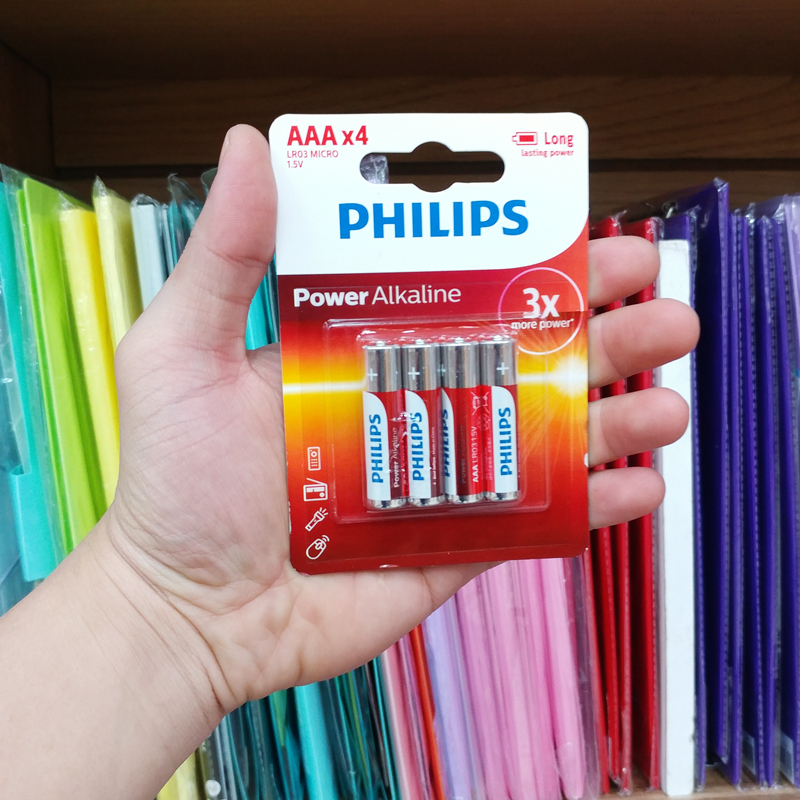 AAA x4
LR03 MICRO
1.5V
Long
lasting power
PHILIPS
Power Alkaline
3x
more power*
PHILIPS
Power Alkaline
PHILIPS
PHILIPS
AAA LR03 1.5V
PHILIPS